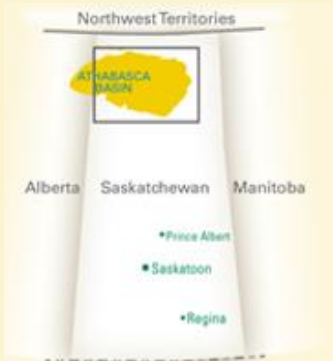 Northwest Territories
ATHABASCA
BASIN
Alberta Saskatchewan Manitoba
Prince Albert
Saskatoon
Regina